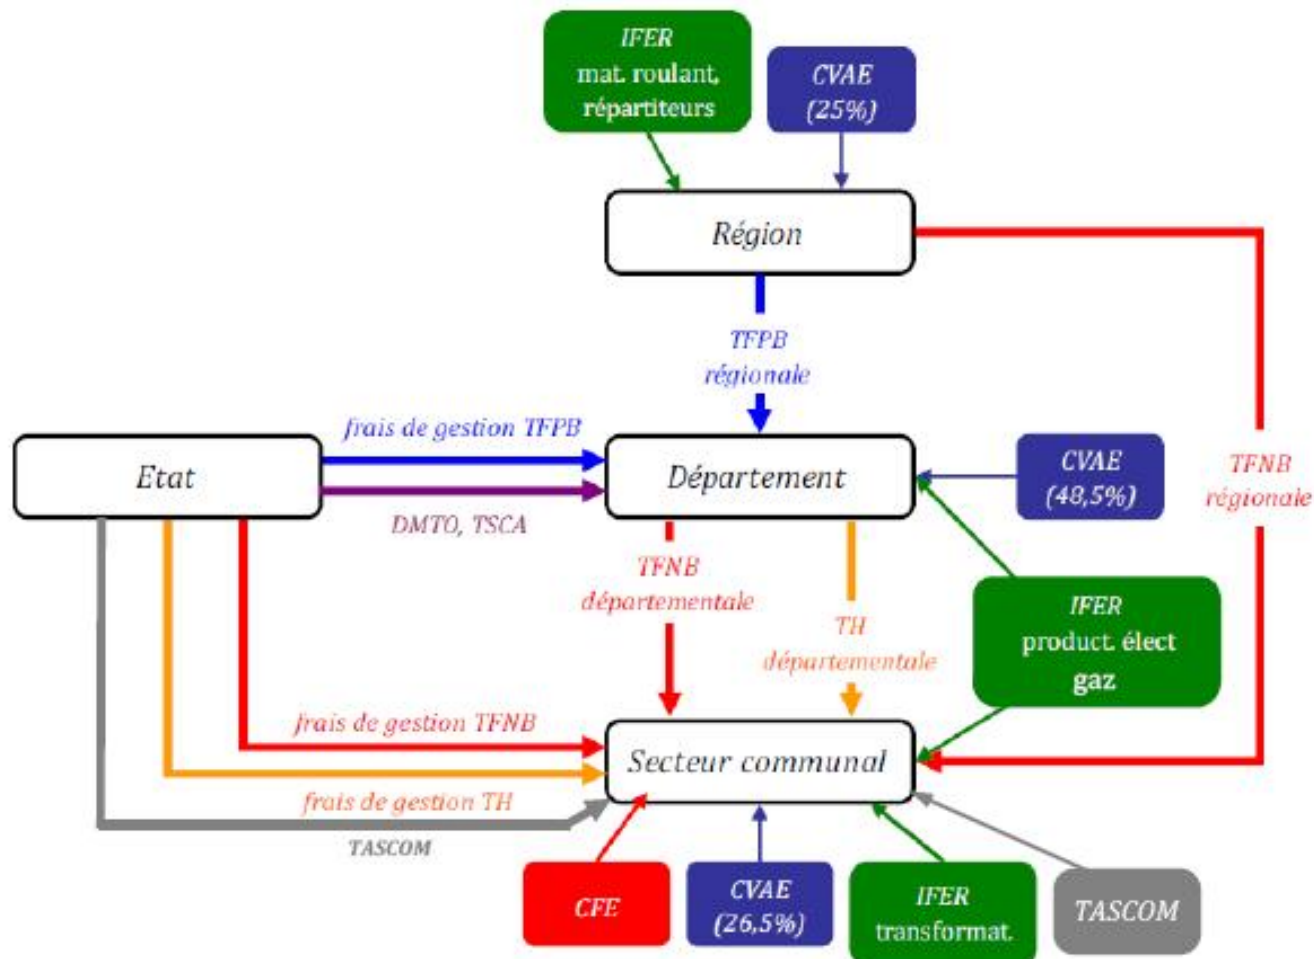 IFER
mat. roulant,
répartiteurs
CVAE
(25%)
Région
TFPB
régionale
frais de gestion TFPB
Etat
Département
CVAE
(48,5%)
TFNB
régionale
DMTO, TSCA
TFNB
départementale
TH
départementale
IFER
product. élect
gaz
frais de gestion TFNB
Secteur communal
frais de gestion TH
TASCOM
CFE
CVAE
(26,5%)
IFER
transformat.
TASCOM